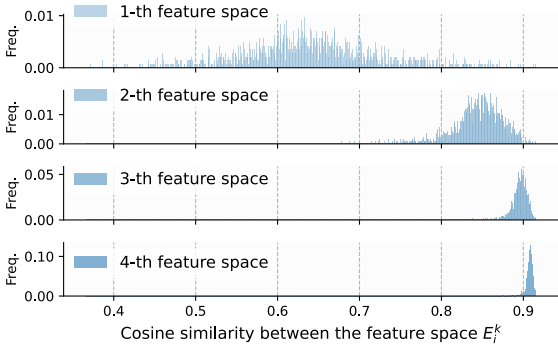 1-th feature space
0.01
0.00
Freq.
2-th feature space
0.01
0.00
Freq.
3-th feature space
0.05
0.00
Freq.
4-th feature space
0.10
0.00
Freq.
0.4 0.5 0.6 0.7 0.8 0.9
Cosine similarity between the feature space $E_i^k$